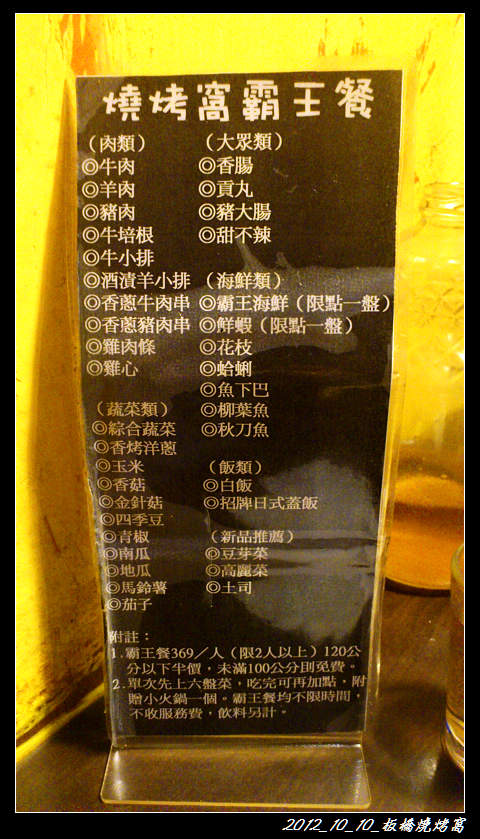 燒烤窩霸王餐
（肉類）
◎牛肉
◎羊肉
◎豬肉
◎牛培根
◎牛小排
◎酒漬羊小排
◎香蔥牛肉串
◎香蔥豬肉串
◎雞肉條
◎雞心
（蔬菜類）
◎綜合蔬菜
◎香烤洋蔥
◎玉米
◎香菇
◎金針菇
◎四季豆
◎青椒
◎南瓜
◎地瓜
◎馬鈴薯
◎茄子
（大眾類）
◎香腸
◎貢丸
◎豬大腸
◎甜不辣
（海鮮類）
◎霸王海鮮（限點一盤）
◎鮮蝦（限點一盤）
◎花枝
◎蛤蜊
◎魚下巴
◎柳葉魚
◎秋刀魚
（飯類）
◎白飯
◎招牌日式蓋飯
（新品推薦）
◎豆芽菜
◎高麗菜
◎土司
附註：
1.霸王餐369／人（限2人以上）120公
分以下半價，未滿100公分則免費。
2.單次先上六盤菜，吃完可再加點，附
贈小火鍋一個。霸王餐均不限時間，
不收服務費，飲料另計。
2012_10_10_板橋燒烤窩